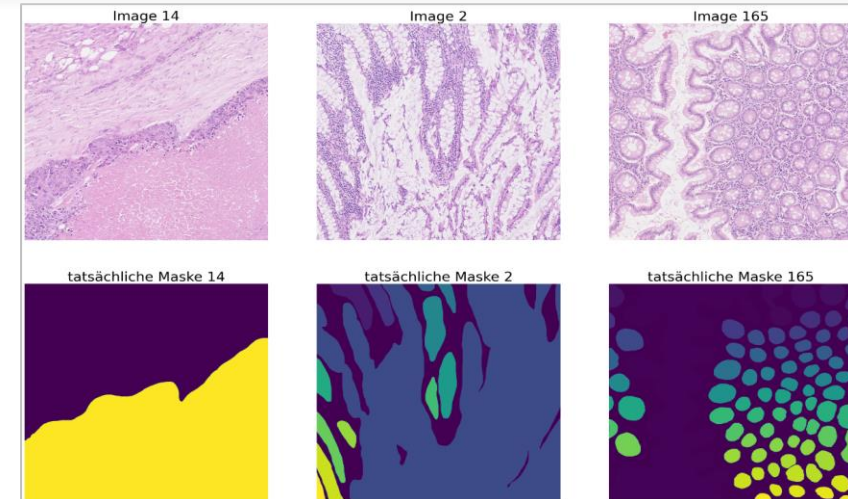 Image 14
Image 2
Image 165
tatsächliche Maske 14
tatsächliche Maske 2
tatsächliche Maske 165